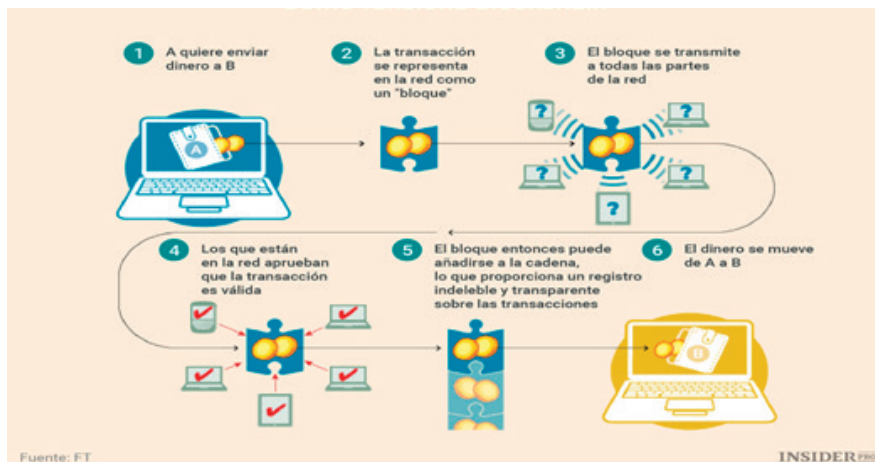 1
A quiere enviar
dinero a B
2
La transacción
se representa
en la red como
un "bloque"
3
El bloque se transmite
a todas las partes
de la red
A
?
?
?
?
?
4
Los que están
en la red aprueban
que la transacción
es válida
5
El bloque entonces puede
añadirse a la cadena,
lo que proporciona un registro
indeleble y transparente
sobre las transacciones
6
El dinero se mueve
de A a B
B
Fuente: FT
INSIDER PRO